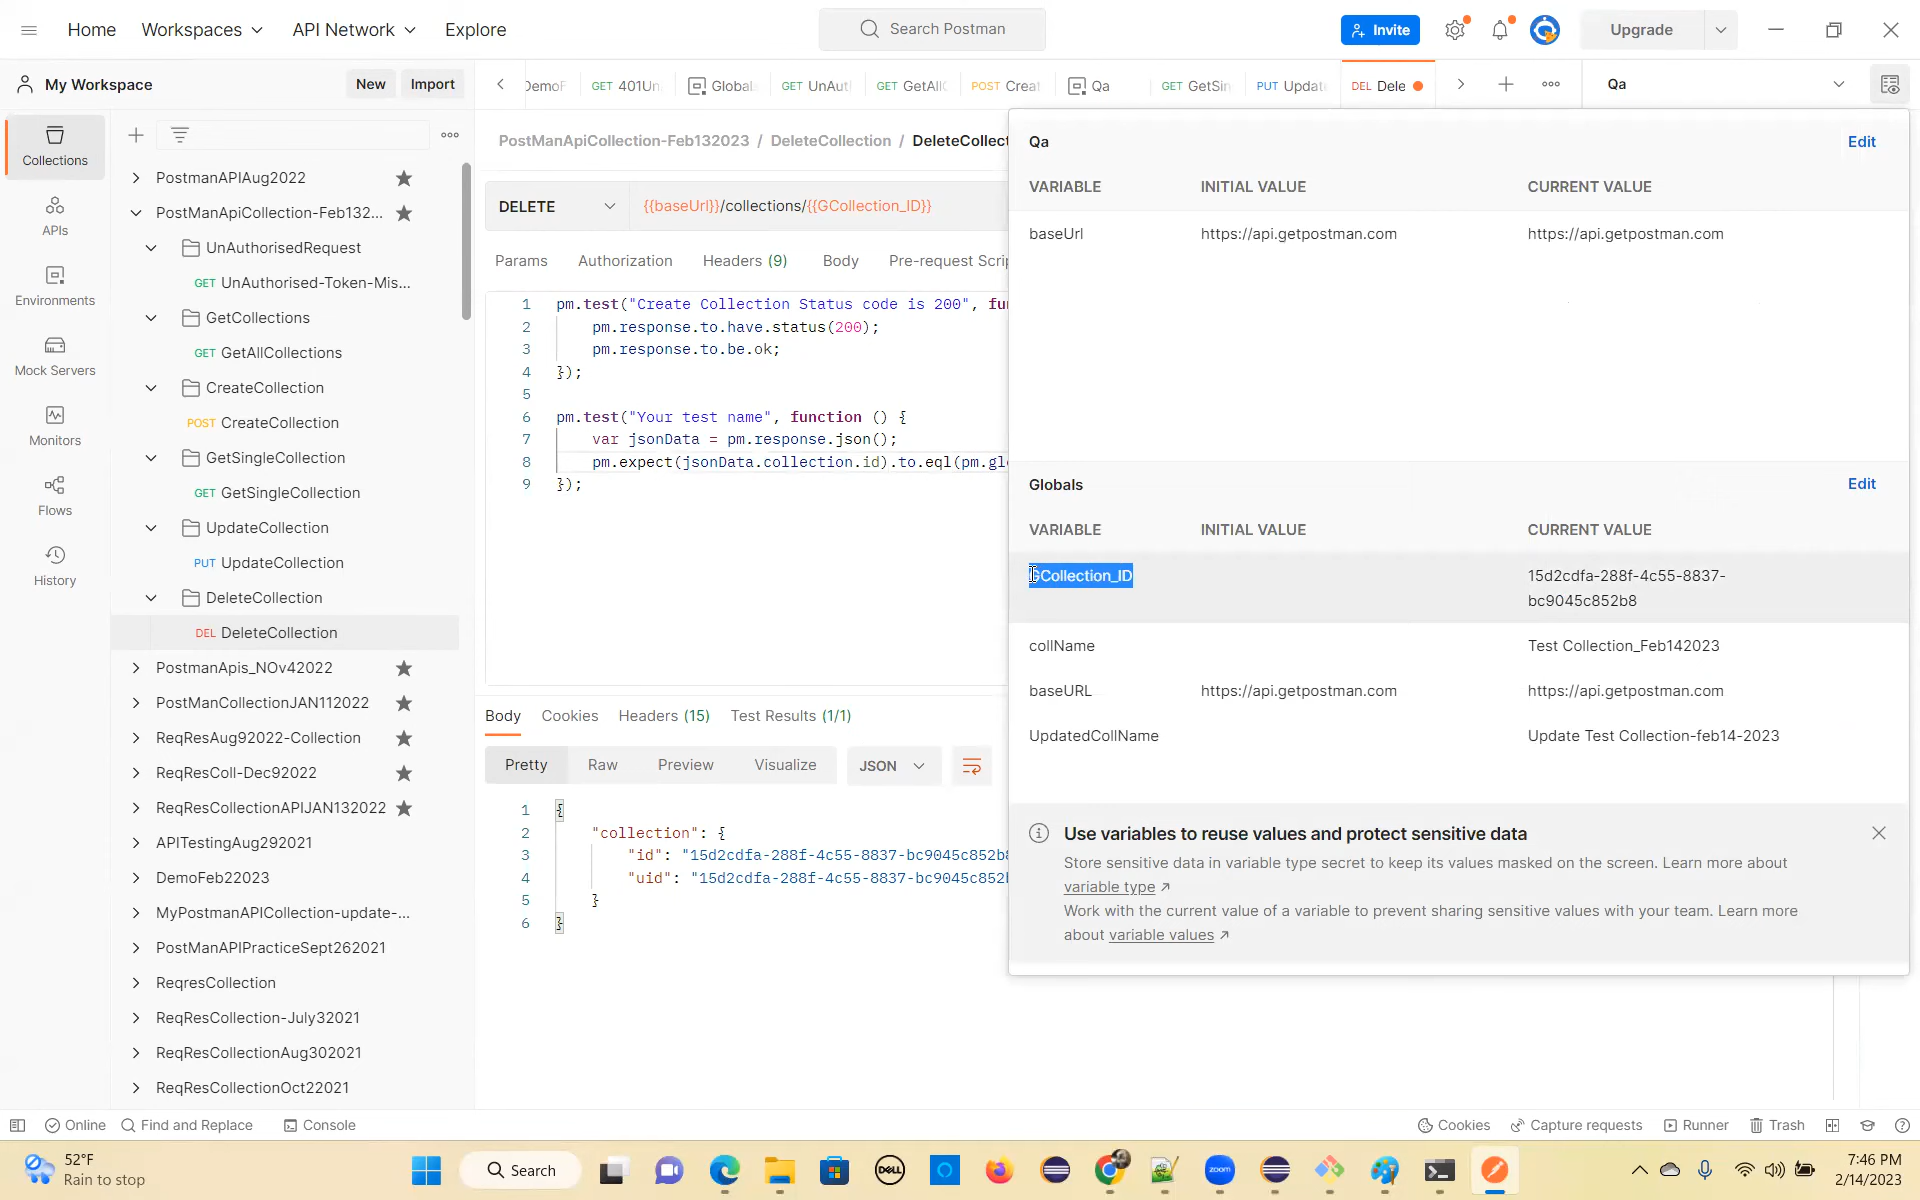 Home
Workspaces
API Network
Explore
Search Postman
Invite
Upgrade
My Workspace
New
Import
DemoF
GET 401Un
Global
GET UnAut
GET GetAllC
POST Creat
Qa
GET GetSin
PUT Update
DEL Dele
Qa
Collections
APIs
Environments
Mock Servers
Monitors
Flows
History
PostmanAPIAug2022
PostManApiCollection-Feb132...
UnAuthorisedRequest
GET UnAuthorised-Token-Mis...
GetCollections
GET GetAllCollections
CreateCollection
POST CreateCollection
GetSingleCollection
GET GetSingleCollection
UpdateCollection
PUT UpdateCollection
DeleteCollection
DEL DeleteCollection
PostmanApis_NOv42022
PostManCollectionJAN112022
ReqResAug92022-Collection
ReqResColl-Dec92022
ReqResCollectionAPIJAN132022
APITestingAug292021
DemoFeb22023
MyPostmanAPICollection-update-...
PostManAPIPracticeSept262021
ReqresCollection
ReqResCollection-July32021
ReqResCollectionAug302021
ReqResCollectionOct22021
PostManApiCollection-Feb132023 / DeleteCollection / DeleteCollect
DELETE
{{baseUrl}}/collections/{{GCollection_ID}}
Params
Authorization
Headers (9)
Body
Pre-request Scrip
1 pm.test("Create Collection Status code is 200", fu
2 pm.response.to.have.status(200);
3 pm.response.to.be.ok;
4 });
5
6 pm.test("Your test name", function () {
7 var jsonData = pm.response.json();
8 pm.expect(jsonData.collection.id).to.eql(pm.gl
9 });
Body
Cookies
Headers (15)
Test Results (1/1)
Pretty
Raw
Preview
Visualize
JSON
1 {
2 "collection": {
3 "id": "15d2cdfa-288f-4c55-8837-bc9045c852b8
4 "uid": "15d2cdfa-288f-4c55-8837-bc9045c852
5 }
6 }
Qa
Edit
VARIABLE
INITIAL VALUE
CURRENT VALUE
baseUrl
https://api.getpostman.com
https://api.getpostman.com
Globals
Edit
VARIABLE
INITIAL VALUE
CURRENT VALUE
GCollection_ID
15d2cdfa-288f-4c55-8837-
bc9045c852b8
collName
Test Collection_Feb142023
baseURL
https://api.getpostman.com
https://api.getpostman.com
UpdatedCollName
Update Test Collection-feb14-2023
Use variables to reuse values and protect sensitive data
Store sensitive data in variable type secret to keep its values masked on the screen. Learn more about
variable type ↗
Work with the current value of a variable to prevent sharing sensitive values with your team. Learn more
about variable values ↗
Online
Find and Replace
Console
Cookies
Capture requests
Runner
Trash
52°F
Rain to stop
Search
DELL
zoom
7:46 PM
2/14/2023